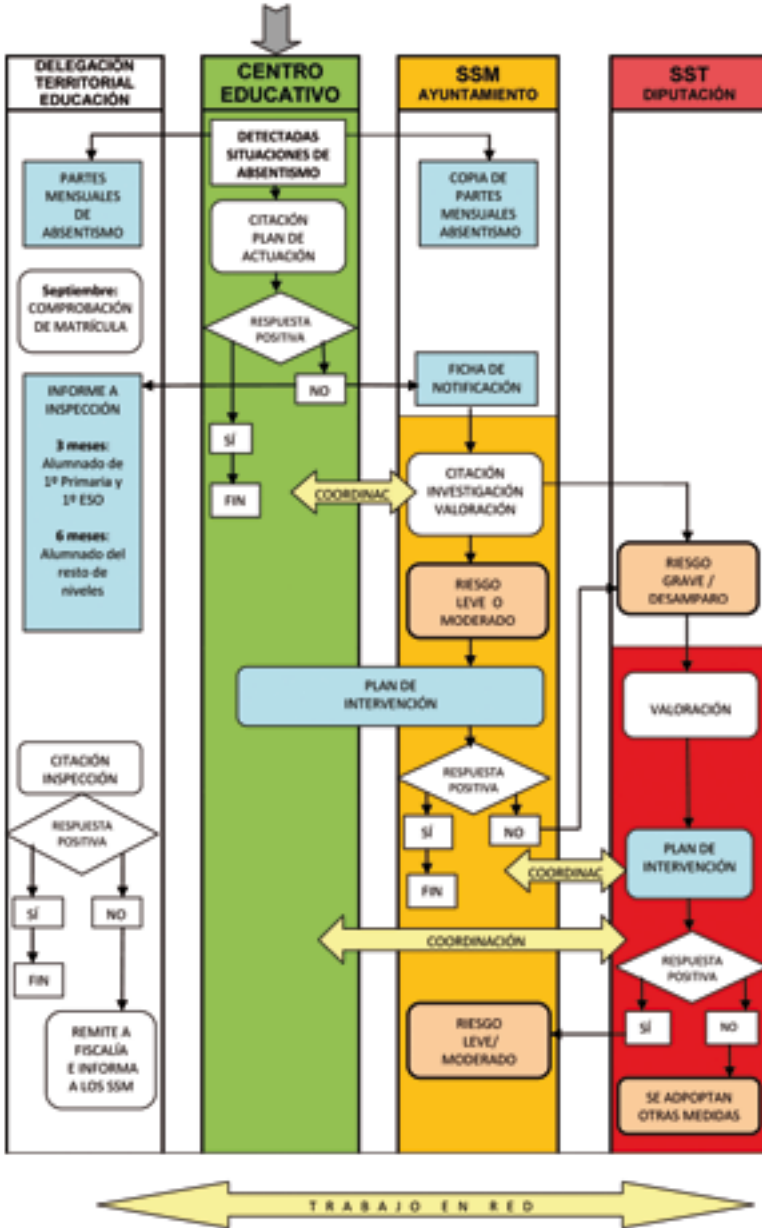 DELEGACIÓN
TERRITORIAL
EDUCACIÓN
CENTRO
EDUCATIVO
SSM
AYUNTAMIENTO
SST
DIPUTACIÓN
DETECTADAS
SITUACIONES DE
ABSENTISMO
PARTES
MENSUALES
DE
ABSENTISMO
COPIA DE
PARTES
MENSUALES
ABSENTISMO
CITACIÓN
PLAN DE
ACTUACIÓN
Septiembre:
COMPROBACIÓN
DE MATRÍCULA
RESPUESTA
POSITIVA
NO
FICHA DE
NOTIFICACIÓN
INFORME A
INSPECCIÓN
3 meses:
Alumnado de
1º Primaria y
1º ESO
6 meses:
Alumnado del
resto de
niveles
SÍ
FIN
COORDINAC
CITACIÓN
INVESTIGACIÓN
VALORACIÓN
RIESGO
GRAVE /
DESAMPARO
RIESGO
LEVE O
MODERADO
PLAN DE
INTERVENCIÓN
VALORACIÓN
CITACIÓN
INSPECCIÓN
RESPUESTA
POSITIVA
SÍ
NO
FIN
RESPUESTA
POSITIVA
SÍ
NO
FIN
REMITE A
FISCALÍA
E INFORMA
A LOS SSM
PLAN DE
INTERVENCIÓN
COORDINAC
COORDINACIÓN
RESPUESTA
POSITIVA
SÍ
NO
RIESGO
LEVE/
MODERADO
SE ADPOPTAN
OTRAS MEDIDAS
TRABAJO EN RED